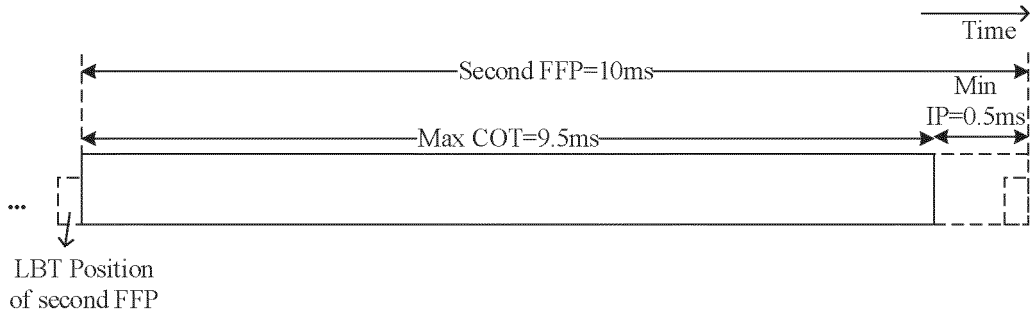 Time
Second FFP=10ms
Min
IP=0.5ms
Max COT=9.5ms
...
LBT Position
of second FFP